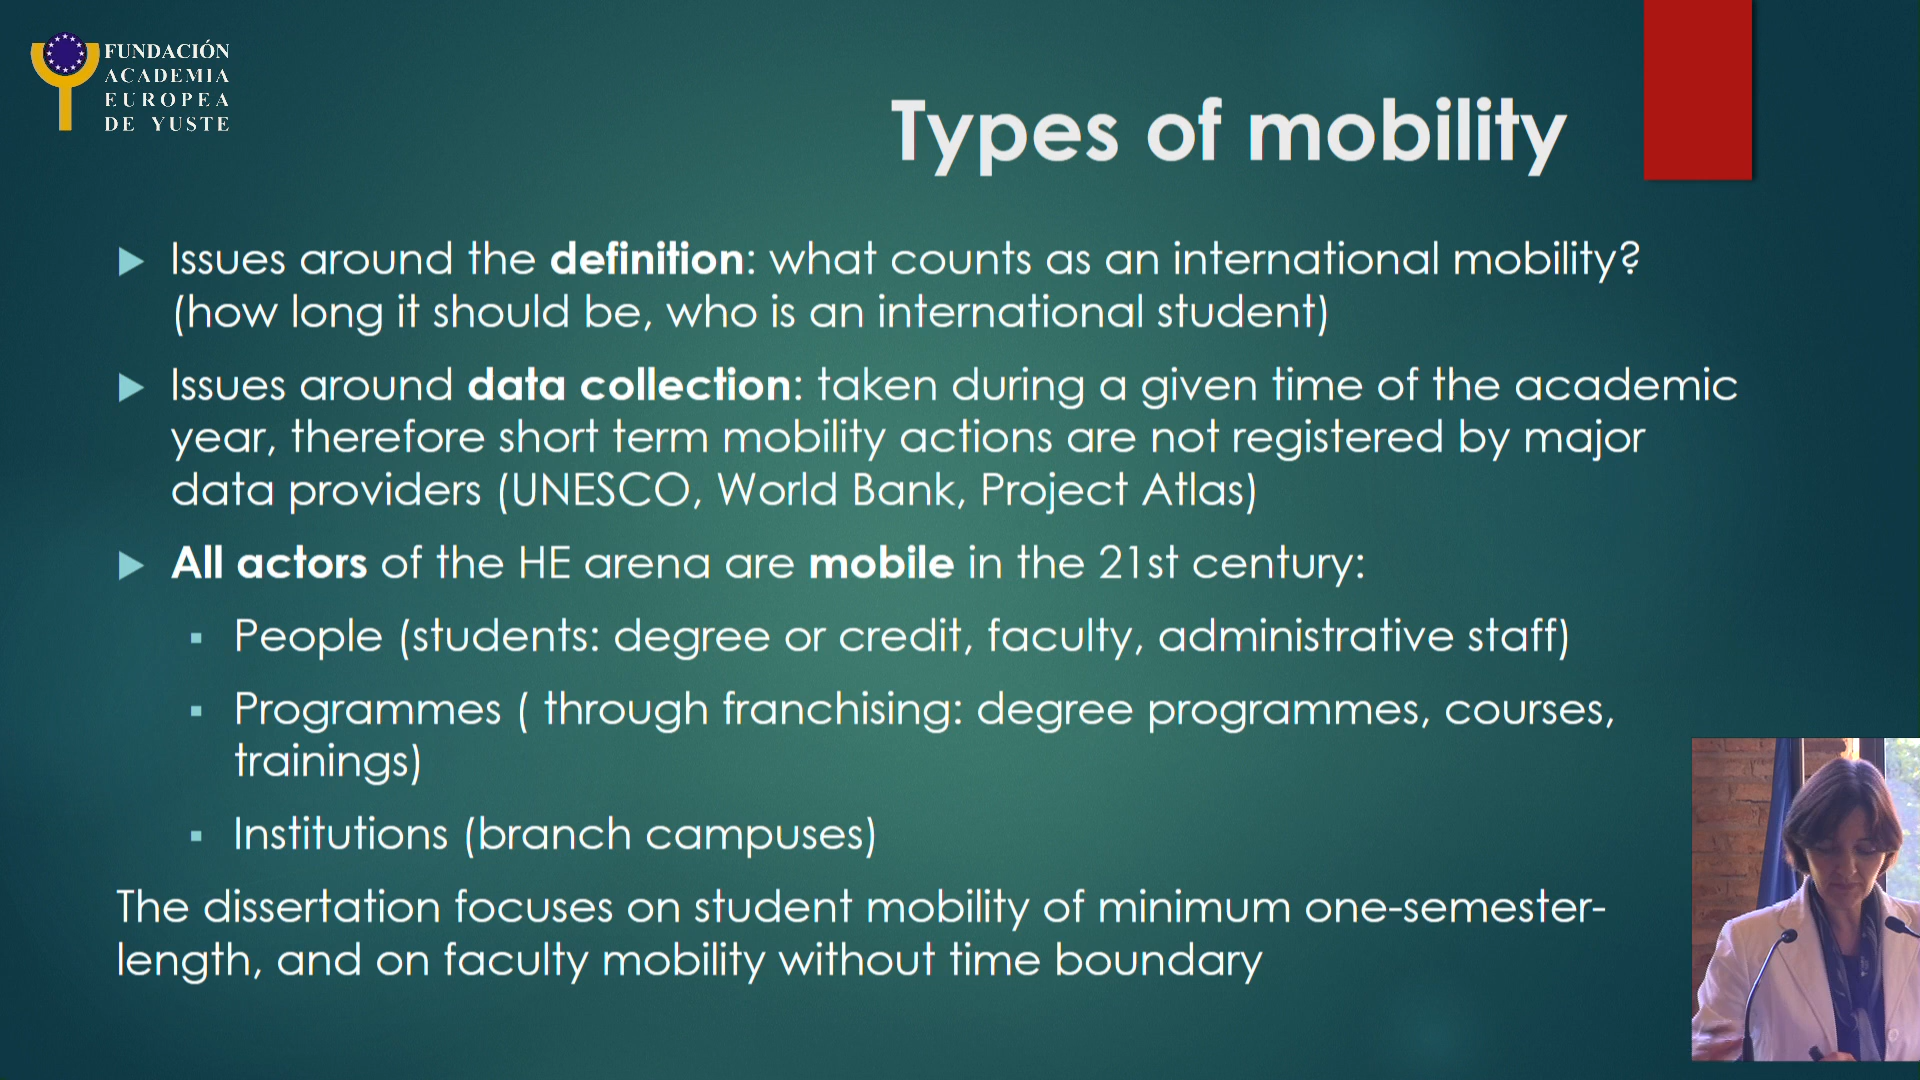 FUNDACIÓN
ACADEMIA
EUROPEA
DE YUSTE
Types of mobility
Issues around the definition: what counts as an international mobility?
(how long it should be, who is an international student)
Issues around data collection: taken during a given time of the academic
year, therefore short term mobility actions are not registered by major
data providers (UNESCO, World Bank, Project Atlas)
All actors of the HE arena are mobile in the 21st century:
People (students: degree or credit, faculty, administrative staff)
Programmes ( through franchising: degree programmes, courses,
trainings)
Institutions (branch campuses)
The dissertation focuses on student mobility of minimum one-semester-
length, and on faculty mobility without time boundary